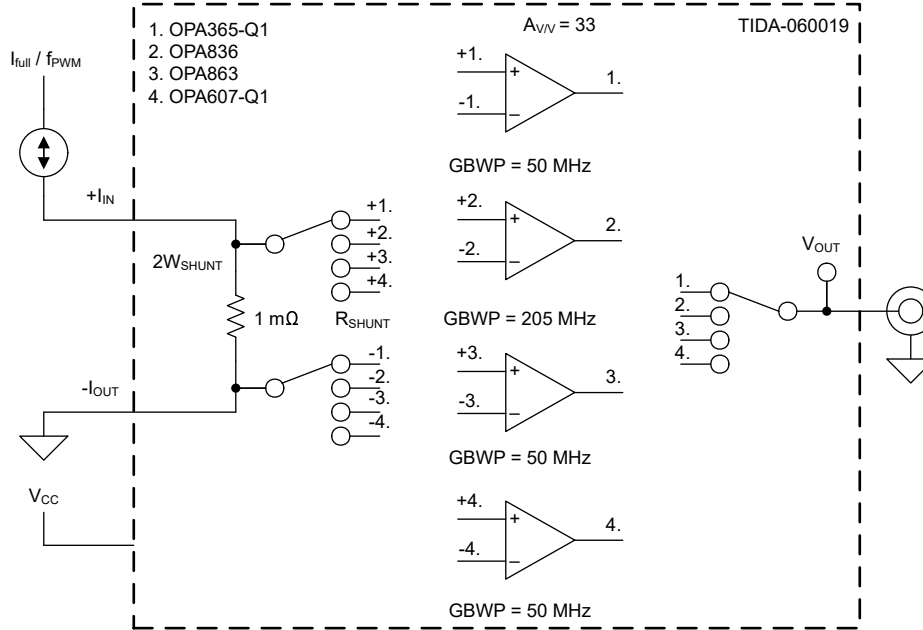 1. OPA365-Q1
2. OPA836
3. OPA863
4. OPA607-Q1
A_V/V = 33
TIDA-060019
I_full / f_PWM
+I_IN
2W_SHUNT
1 mΩ
R_SHUNT
-I_OUT
V_CC
+1.
+2.
+3.
+4.
-1.
-2.
-3.
-4.
+1.
-1.
+
–
1.
GBWP = 50 MHz
+2.
-2.
+
–
2.
GBWP = 205 MHz
+3.
-3.
+
–
3.
GBWP = 50 MHz
+4.
-4.
+
–
4.
GBWP = 50 MHz
1.
2.
3.
4.
V_OUT